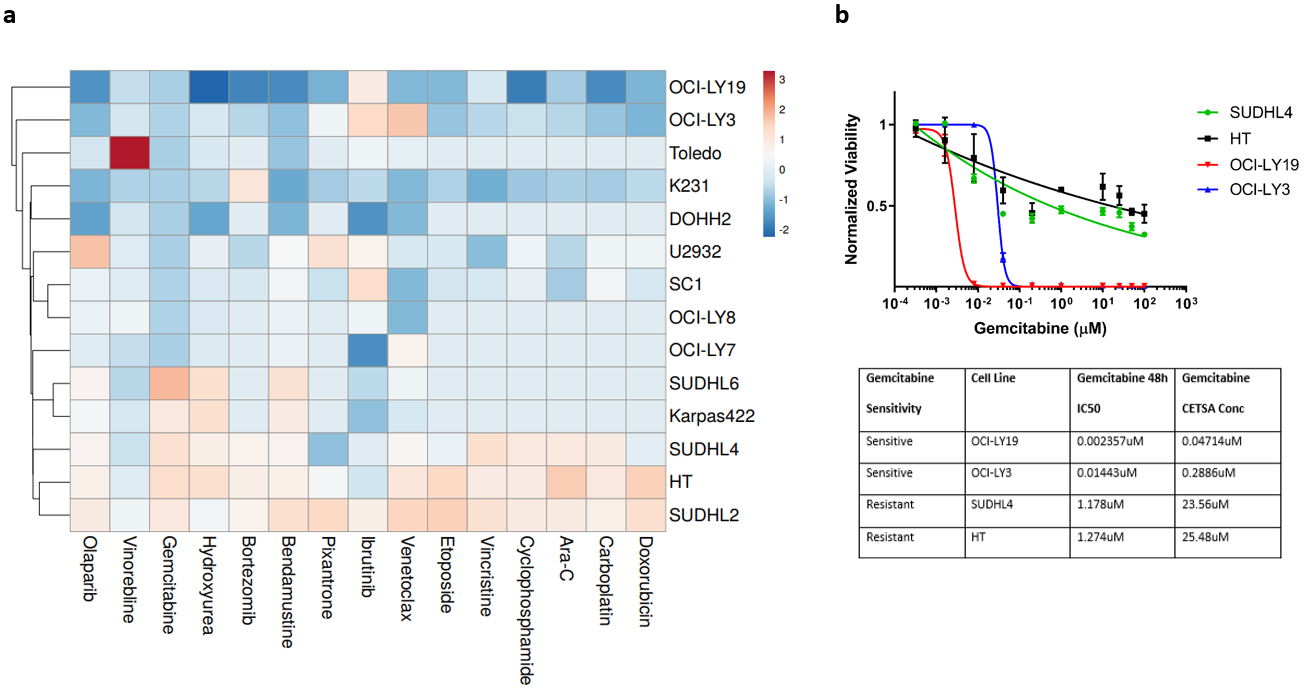 a
OCI-LY19
OCI-LY3
Toledo
K231
DOHH2
U2932
SC1
OCI-LY8
OCI-LY7
SUDHL6
Karpas422
SUDHL4
HT
SUDHL2
3
2
1
0
-1
-2
Olaparib
Vinorebline
Gemcitabine
Hydroxyurea
Bortezomib
Bendamustine
Pixantrone
Ibrutinib
Venetoclax
Etoposide
Vincristine
Cyclophosphamide
Ara-C
Carboplatin
Doxorubicin
b
Normalized Viability
1
0.5
10-4 10-3 10-2 10-1 100 101 102 103
Gemcitabine (μM)
SUDHL4
HT
OCI-LY19
OCI-LY3
Gemcitabine Cell Line Gemcitabine 48h Gemcitabine
Sensitivity IC50 CETSA Conc
Sensitive OCI-LY19 0.002357uM 0.04714uM
Sensitive OCI-LY3 0.01443uM 0.2886uM
Resistant SUDHL4 1.178uM 23.56uM
Resistant HT 1.274uM 25.48uM